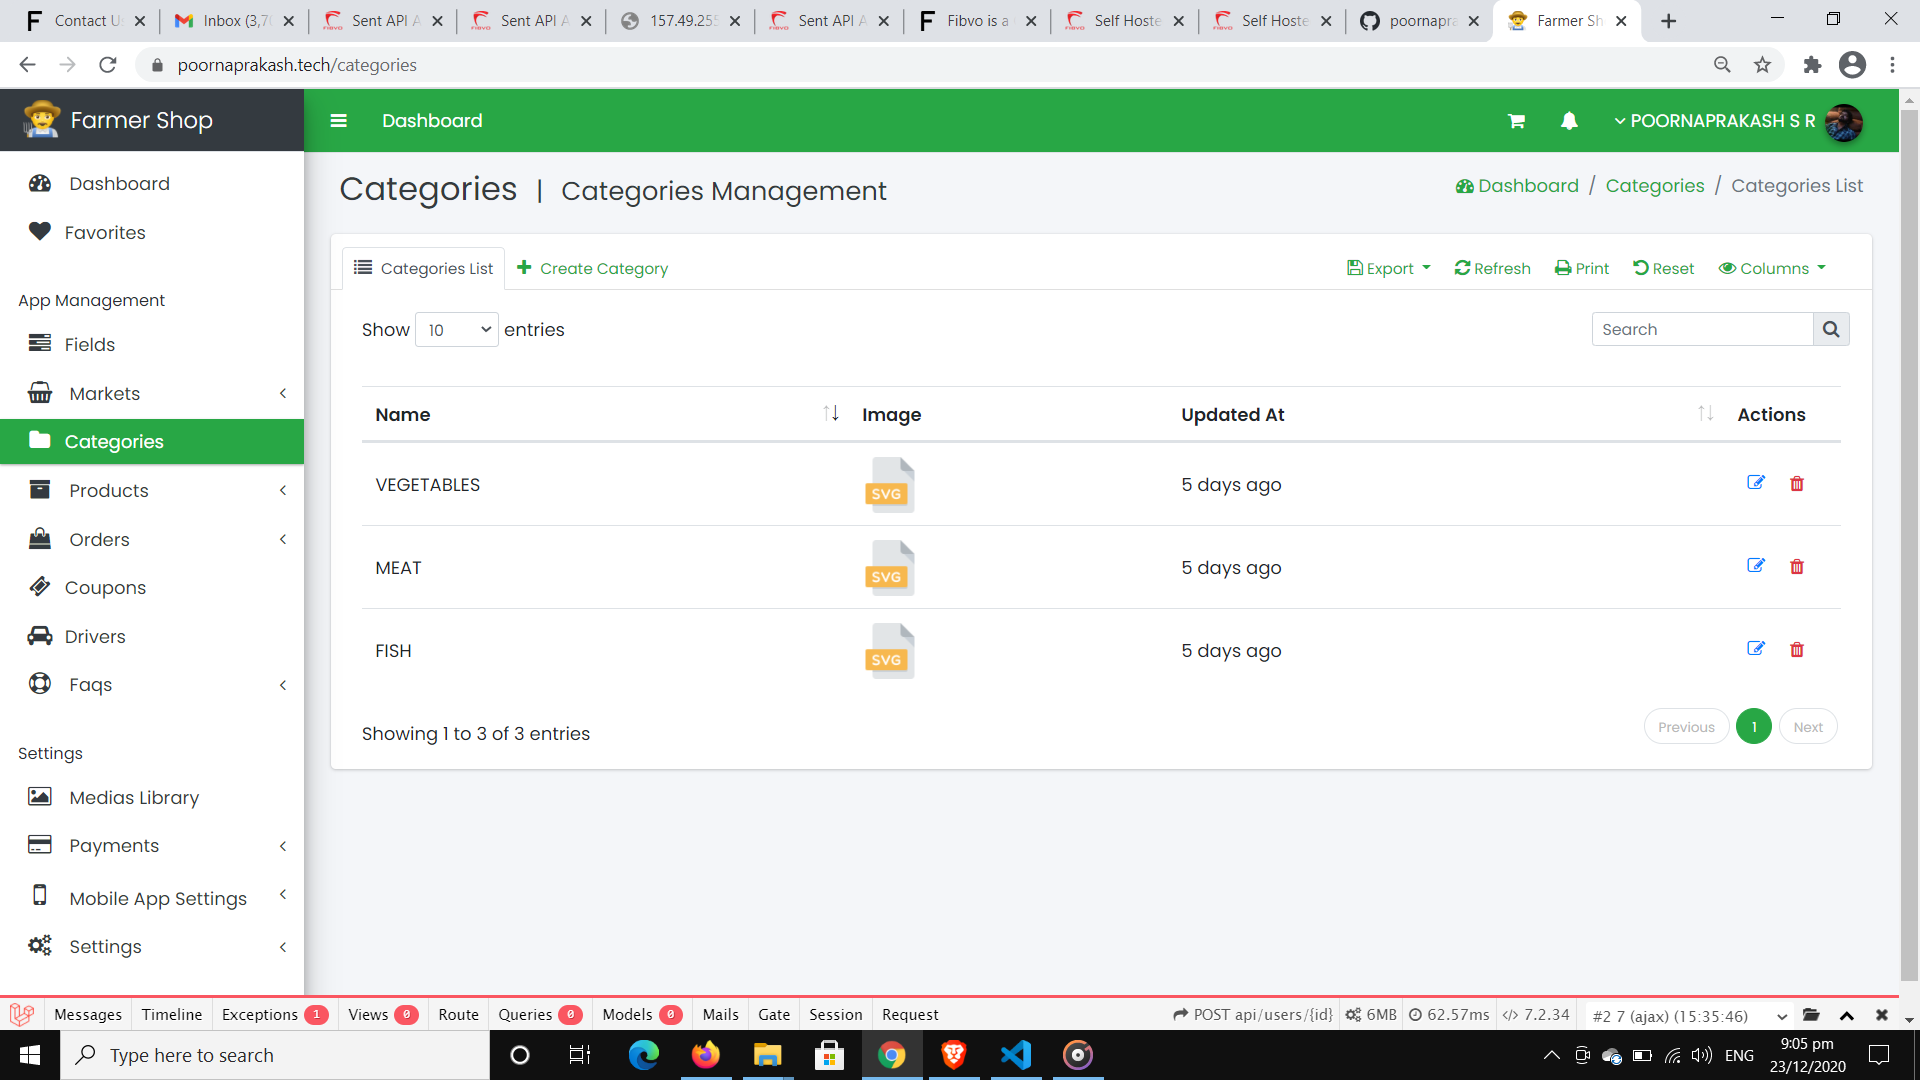 Contact U
Inbox (3,7
Sent API A
Sent API A
157.49.255
Sent API A
Fibvo is a
Self Hoste
Self Hoste
poornapra
Farmer Sh
poornaprakash.tech/categories
Farmer Shop
Dashboard
POORNAPRAKASH S R
Dashboard
Favorites
App Management
Fields
Markets
Categories
Products
Orders
Coupons
Drivers
Faqs
Settings
Medias Library
Payments
Mobile App Settings
Settings
Categories | Categories Management
Dashboard / Categories / Categories List
Categories List
Create Category
Export
Refresh
Print
Reset
Columns
Show 10 entries
Search
Name Image Updated At Actions
VEGETABLES SVG 5 days ago
MEAT SVG 5 days ago
FISH SVG 5 days ago
Showing 1 to 3 of 3 entries
Previous 1 Next
Messages Timeline Exceptions 1 Views 0 Route Queries 0 Models 0 Mails Gate Session Request
POST api/users/{id} 6MB 62.57ms 7.2.34 #2 7 (ajax) (15:35:46)
Type here to search
ENG
9:05 pm
23/12/2020